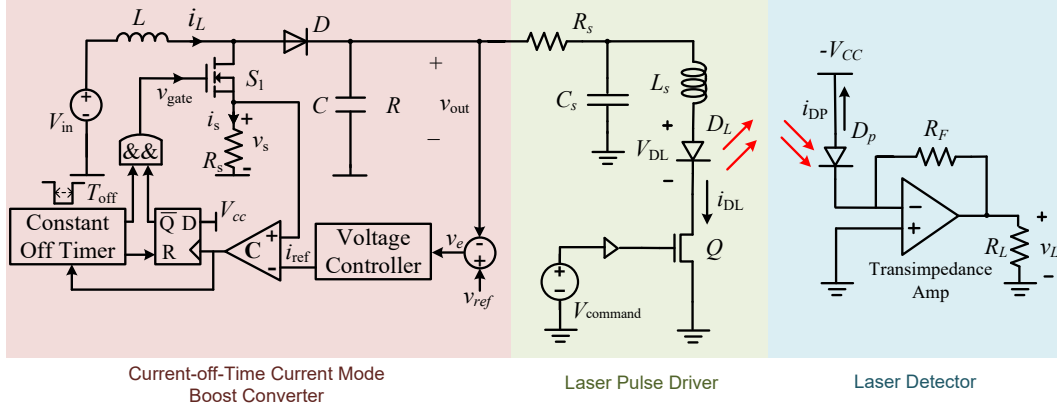 L
i_L
D
S_1
v_gate
V_in
i_s
+
v_s
R_s
-
C
R
+
v_out
−
&&
T_off
Constant
Off Timer
Q̅ D
R
V_cc
C
+
-
i_ref
Voltage
Controller
v_e
-
+
v_ref
R_s
C_s
L_s
+
V_DL
-
D_L
i_DL
Q
+
-
V_command
-V_CC
i_DP
D_p
R_F
−
+
Transimpedance
Amp
R_L
+
v_L
-
Current-off-Time Current Mode
Boost Converter
Laser Pulse Driver
Laser Detector